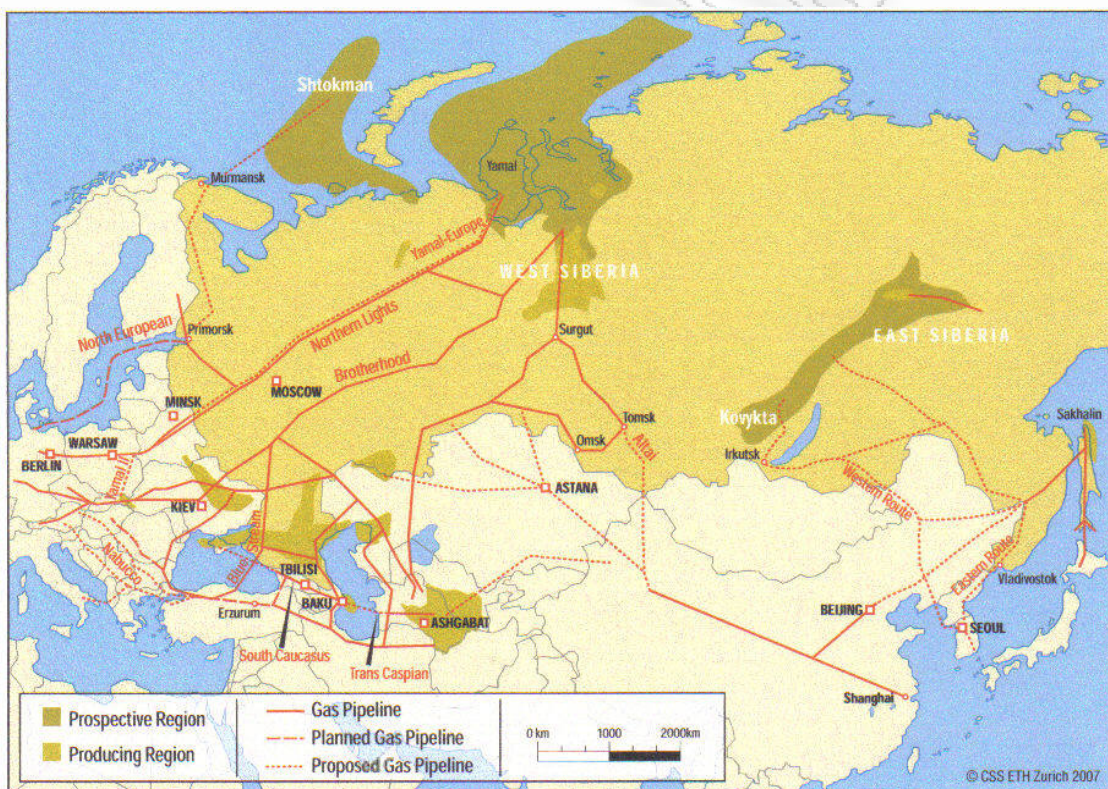 Shtokman
Murmansk
Yamal
Yamal-Europe
WEST SIBERIA
Northern Lights
North European
Primorsk
Brotherhood
Surgut
EAST SIBERIA
MOSCOW
MINSK
Tomsk
Kovykta
Sakhalin
WARSAW
BERLIN
Omsk
Altai
Irkutsk
Yamal II
ASTANA
Western Route
KIEV
Blue Stream
Nabucco
TBILISI
Eastern Route
Vladivostok
Erzurum
BAKU
ASHGABAT
BEIJING
SEOUL
South Caucasus
Trans Caspian
Shanghai
Prospective Region
Producing Region
Gas Pipeline
Planned Gas Pipeline
Proposed Gas Pipeline
0 km 1000 2000km
© CSS ETH Zurich 2007